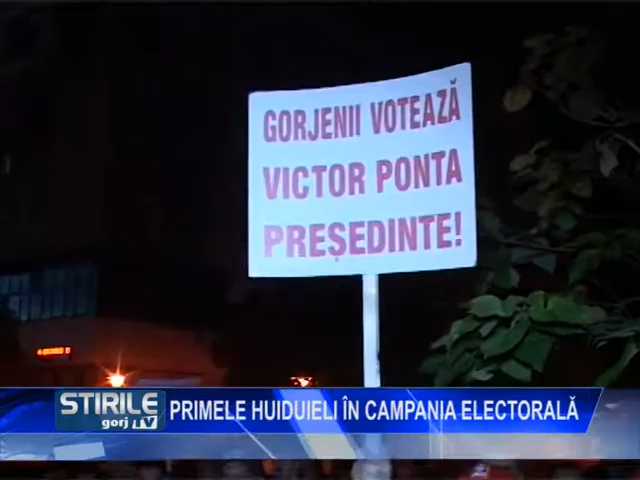 GORJENII VOTEAZĂ
VICTOR PONTA
PREȘEDINTE!
STIRILE
gorj TV
PRIMELE HUIDUIELI ÎN CAMPANIA ELECTORALĂ